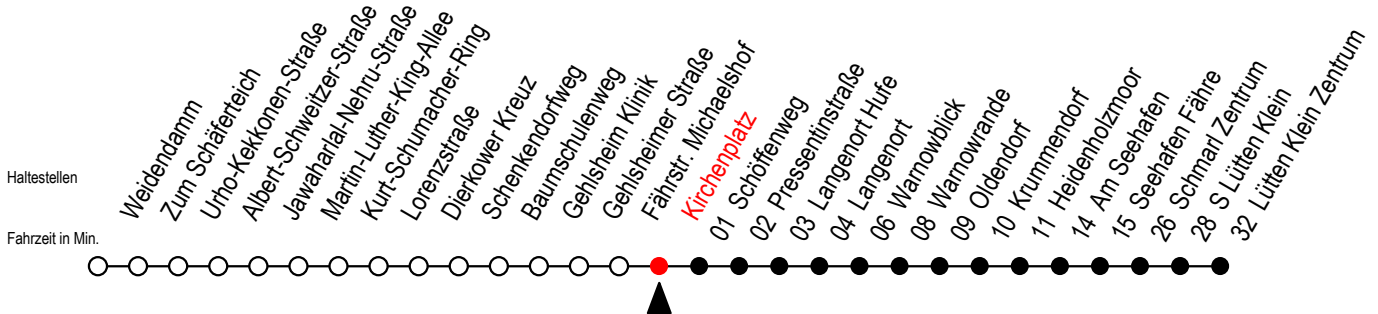 Haltestellen
Fahrzeit in Min.
Weidendamm
Zum Schäferteich
Urho-Kekkonen-Straße
Albert-Schweitzer-Straße
Jawaharlal-Nehru-Straße
Martin-Luther-King-Allee
Kurt-Schumacher-Ring
Lorenzstraße
Dierkower Kreuz
Schenkendorfweg
Baumschulenweg
Gehlsheim Klinik
Gehlsheimer Straße
Fährstr. Michaelshof
Kirchenplatz
01 Schöffenweg
02 Pressentinstraße
03 Langenort Hufe
04 Langenort
06 Warnowblick
08 Warnowrande
09 Oldendorf
10 Krummendorf
11 Heidenholzmoor
14 Am Seehafen
15 Seehafen Fähre
26 Schmarl Zentrum
28 S Lütten Klein
32 Lütten Klein Zentrum